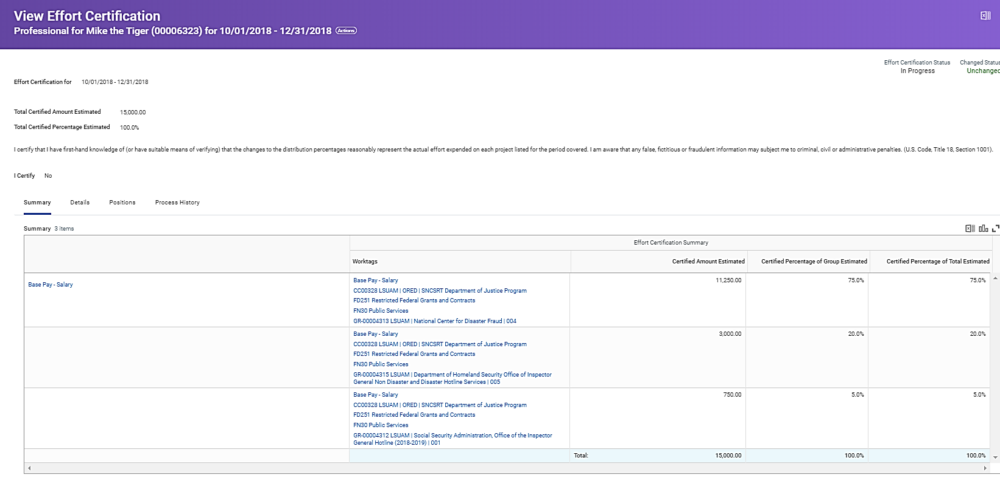 View Effort Certification
Professional for Mike the Tiger (00006323) for 10/01/2018 - 12/31/2018 Actions
Effort Certification Status Changed Status
In Progress Unchanged
Effort Certification for 10/01/2018 - 12/31/2018
Total Certified Amount Estimated 15,000.00
Total Certified Percentage Estimated 100.0%
I certify that I have first-hand knowledge of (or have suitable means of verifying) that the changes to the distribution percentages reasonably represent the actual effort expended on each project listed for the period covered. I am aware that any false, fictitious or fraudulent information may subject me to criminal, civil or administrative penalties. (U.S. Code, Title 18, Section 1001).
I Certify No
Summary Details Positions Process History
Summary 3 items
Effort Certification Summary
Worktags Certified Amount Estimated Certified Percentage of Group Estimated Certified Percentage of Total Estimated
Base Pay - Salary Base Pay - Salary 11,250.00 75.0% 75.0%
CC00328 LSUAM | ORED | SNCSRT Department of Justice Program
FD251 Restricted Federal Grants and Contracts
FN30 Public Services
GR-00004313 LSUAM | National Center for Disaster Fraud | 004
Base Pay - Salary 3,000.00 20.0% 20.0%
CC00328 LSUAM | ORED | SNCSRT Department of Justice Program
FD251 Restricted Federal Grants and Contracts
FN30 Public Services
GR-00004315 LSUAM | Department of Homeland Security Office of Inspector
General Non Disaster and Disaster Hotline Services | 005
Base Pay - Salary 750.00 5.0% 5.0%
CC00328 LSUAM | ORED | SNCSRT Department of Justice Program
FD251 Restricted Federal Grants and Contracts
FN30 Public Services
GR-00004312 LSUAM | Social Security Administration, Office of the Inspector
General Hotline (2018-2019) | 001
Total: 15,000.00 100.0% 100.0%